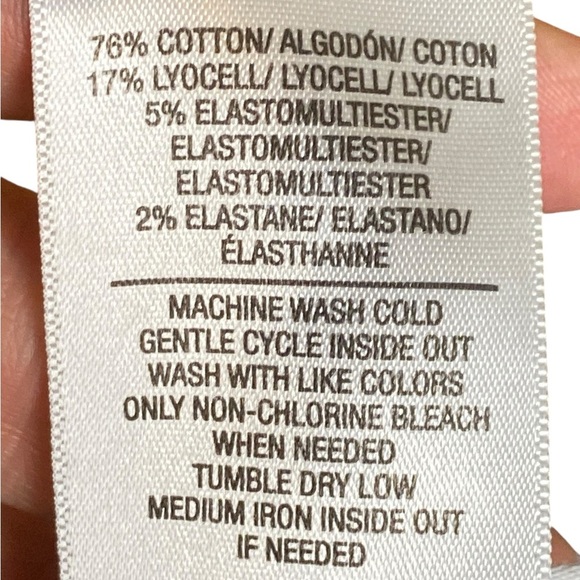 76% COTTON/ ALGODÓN/ COTON
17% LYOCELL/ LYOCELL/ LYOCELL
5% ELASTOMULTIESTER/
ELASTOMULTIESTER/
ELASTOMULTIESTER
2% ELASTANE/ ELASTANO/
ÉLASTHANNE
MACHINE WASH COLD
GENTLE CYCLE INSIDE OUT
WASH WITH LIKE COLORS
ONLY NON-CHLORINE BLEACH
WHEN NEEDED
TUMBLE DRY LOW
MEDIUM IRON INSIDE OUT
IF NEEDED